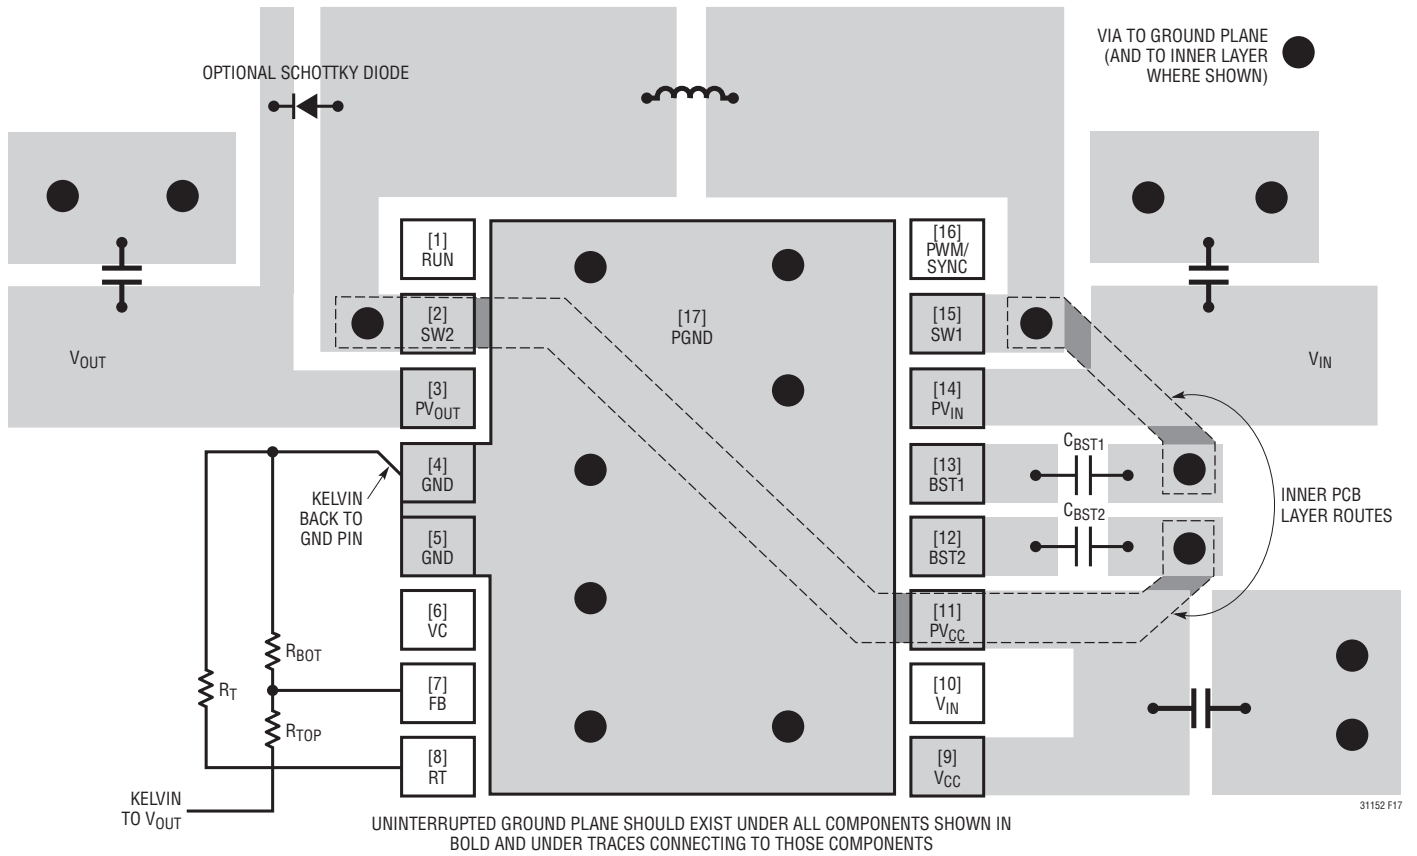 VIA TO GROUND PLANE
(AND TO INNER LAYER
WHERE SHOWN)
OPTIONAL SCHOTTKY DIODE
[1]
RUN
[2]
SW2
[3]
PVOUT
[4]
GND
[5]
GND
[6]
VC
[7]
FB
[8]
RT
[17]
PGND
[16]
PWM/
SYNC
[15]
SW1
[14]
PVIN
[13]
BST1
[12]
BST2
[11]
PVCC
[10]
VIN
[9]
VCC
VOUT
VIN
CBST1
CBST2
INNER PCB
LAYER ROUTES
KELVIN
BACK TO
GND PIN
RBOT
RT
RTOP
KELVIN
TO VOUT
31152 F17
UNINTERRUPTED GROUND PLANE SHOULD EXIST UNDER ALL COMPONENTS SHOWN IN
BOLD AND UNDER TRACES CONNECTING TO THOSE COMPONENTS